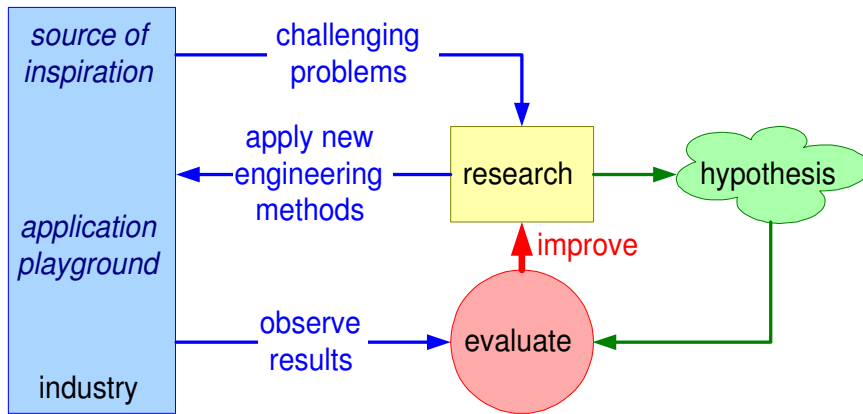 source of
inspiration
challenging
problems
apply new
engineering
methods
research
hypothesis
application
playground
improve
observe
results
evaluate
industry